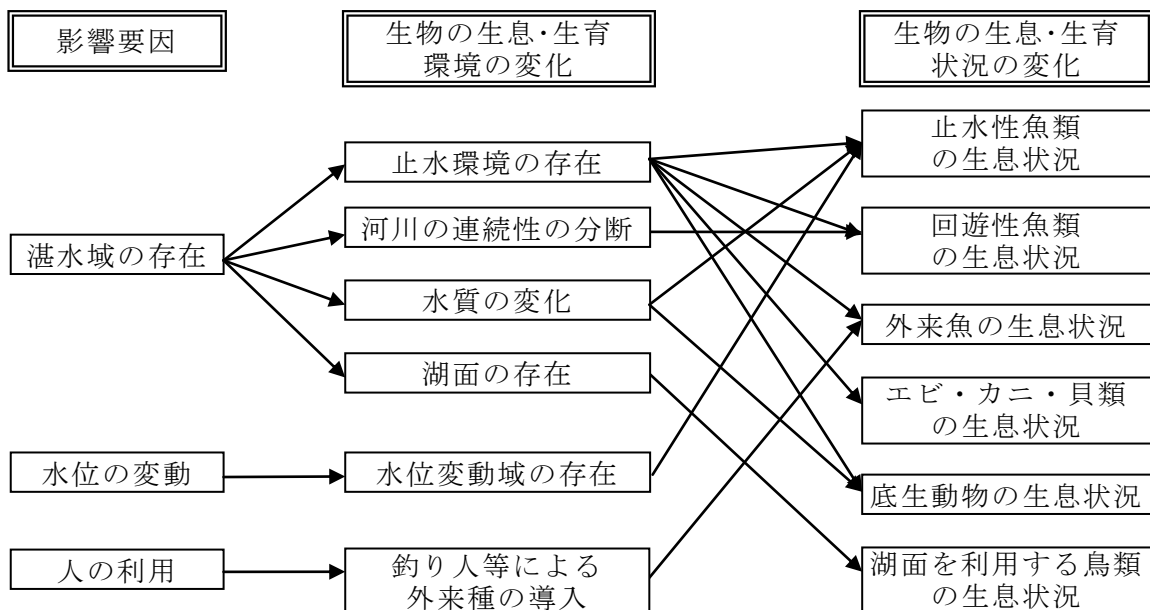 影響要因
生物の生息･生育
環境の変化
生物の生息･生育
状況の変化
湛水域の存在
水位の変動
人の利用
止水環境の存在
河川の連続性の分断
水質の変化
湖面の存在
水位変動域の存在
釣り人等による
外来種の導入
止水性魚類
の生息状況
回遊性魚類
の生息状況
外来魚の生息状況
エビ・カニ・貝類
の生息状況
底生動物の生息状況
湖面を利用する鳥類
の生息状況